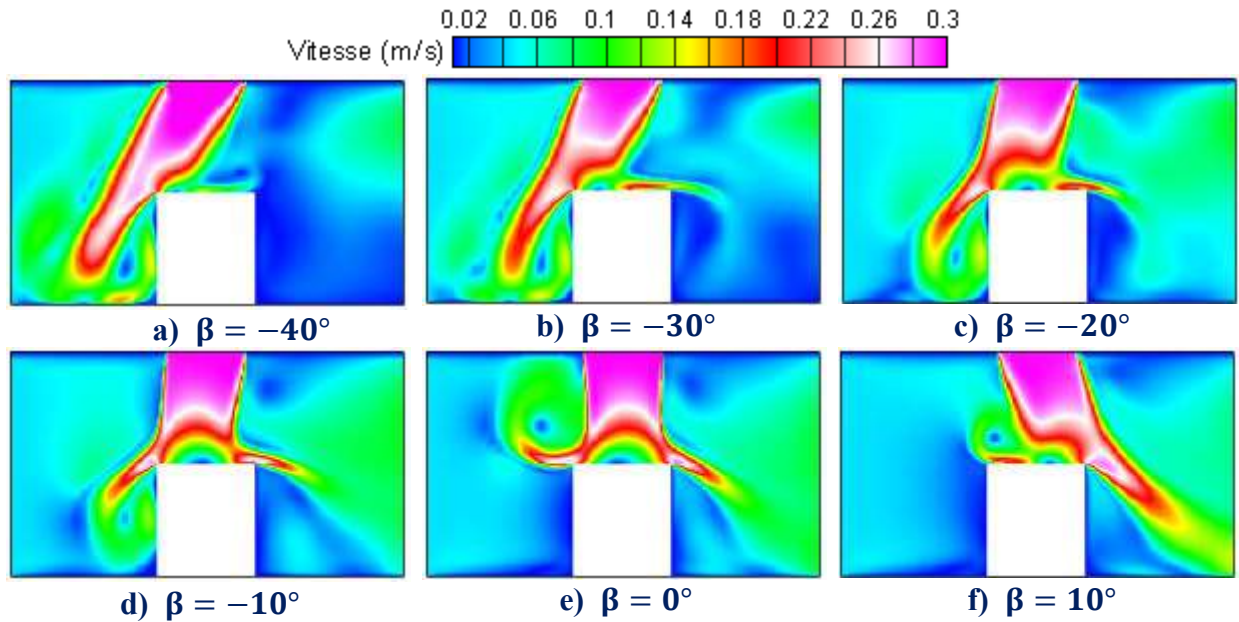 0.02 0.06 0.1 0.14 0.18 0.22 0.26 0.3
Vitesse (m/s)
a) β = −40°
b) β = −30°
c) β = −20°
d) β = −10°
e) β = 0°
f) β = 10°